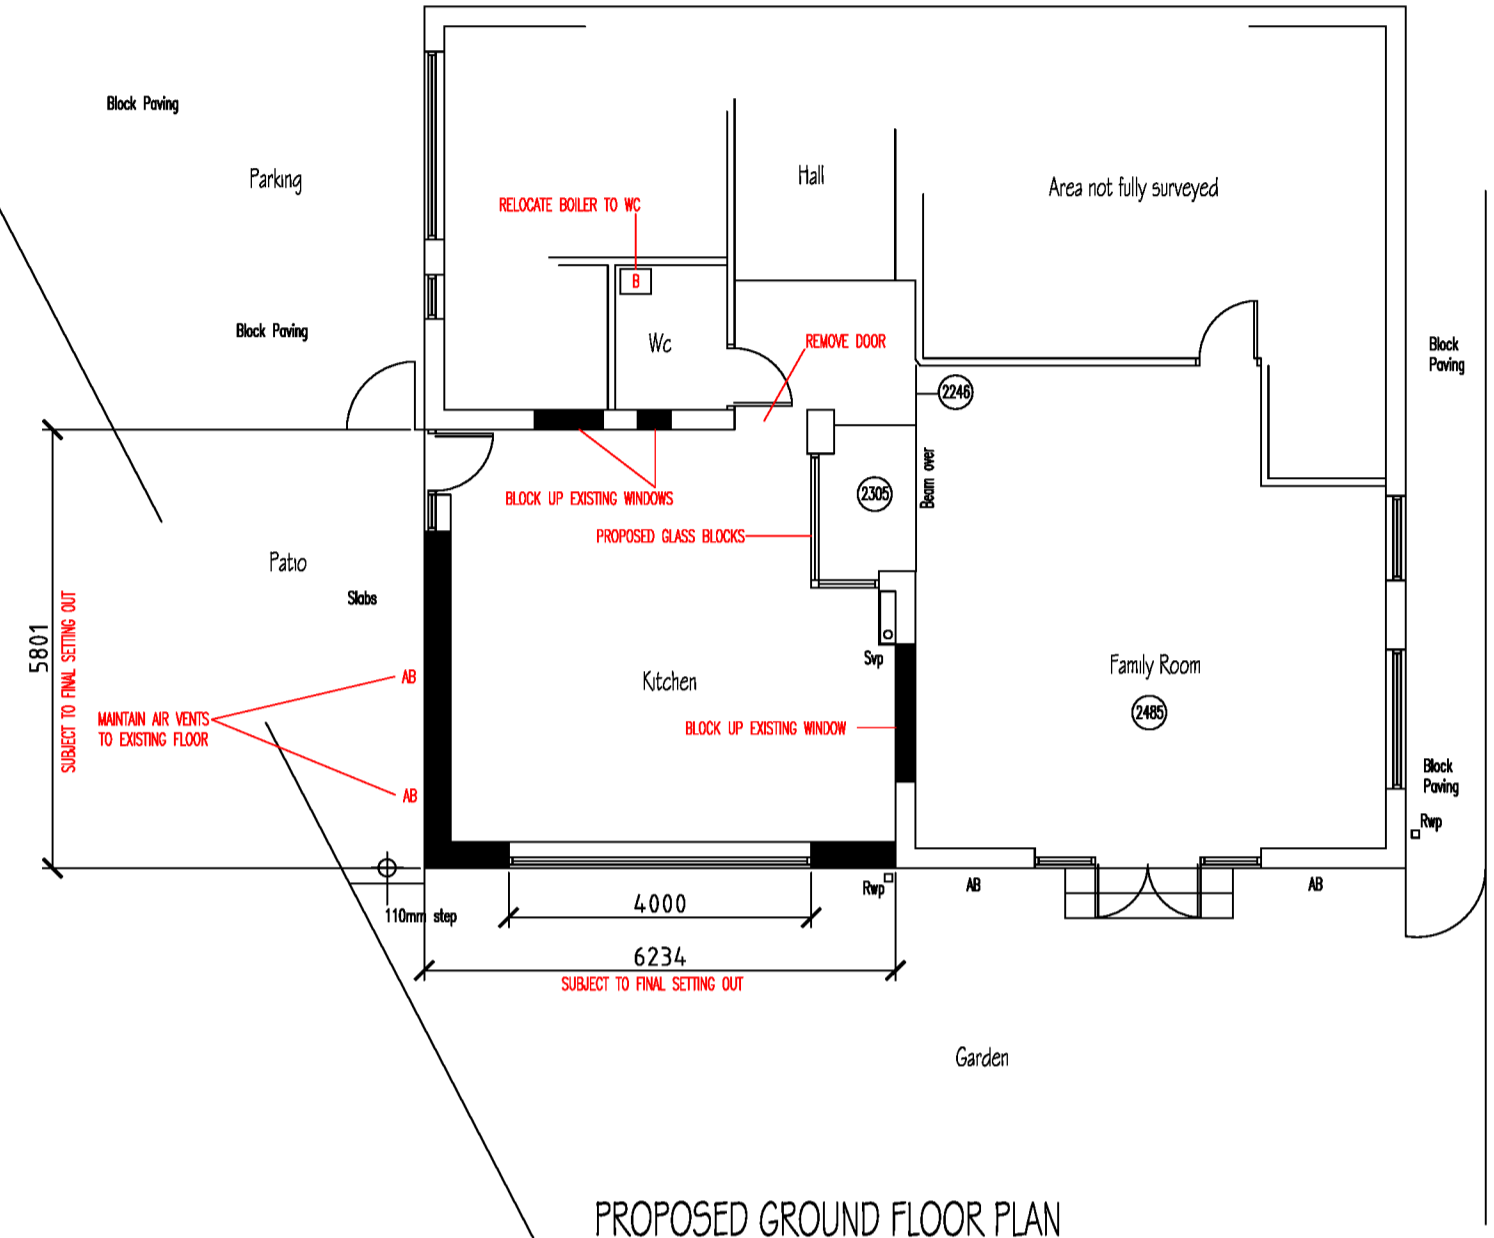 Block Paving
Parking
Hall
Area not fully surveyed
RELOCATE BOILER TO WC
B
Block Paving
Wc
REMOVE DOOR
Block
Paving
2246
Beam over
2305
BLOCK UP EXISTING WINDOWS
PROPOSED GLASS BLOCKS
Patio
Slabs
5801
SUBJECT TO FINAL SETTING OUT
AB
MAINTAIN AIR VENTS
TO EXISTING FLOOR
AB
Kitchen
Svp
BLOCK UP EXISTING WINDOW
Family Room
2485
Block
Paving
Rwp
110mm step
Rwp
AB
AB
4000
6234
SUBJECT TO FINAL SETTING OUT
Garden
PROPOSED GROUND FLOOR PLAN